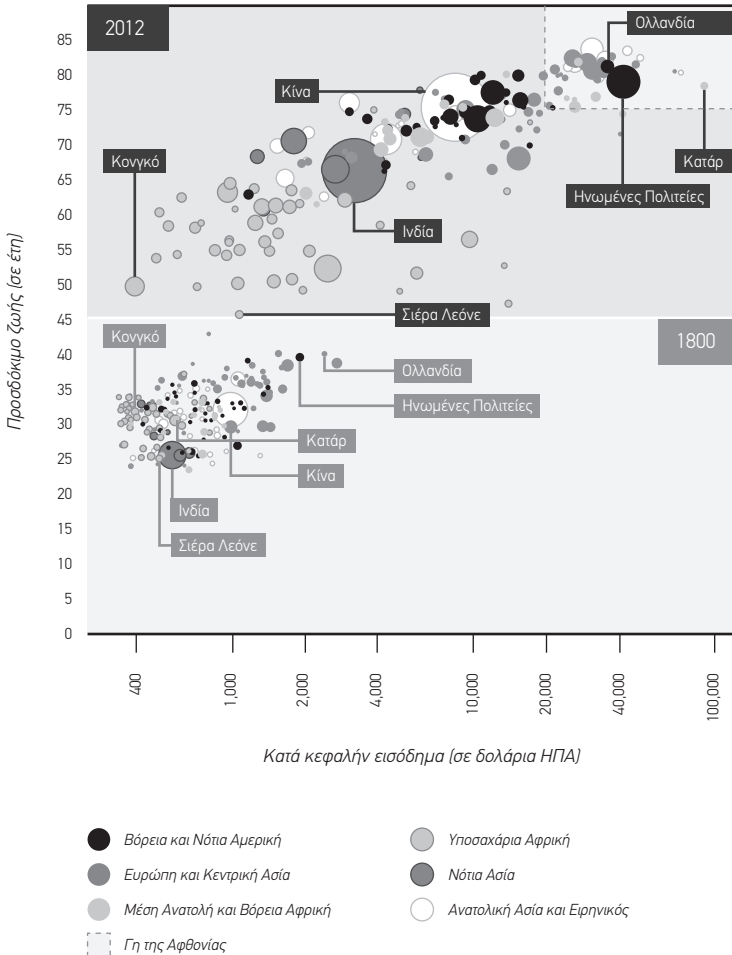 2012
Ολλανδία
85
80
Κίνα
75
70
Κονγκό
Κατάρ
65
Ηνωμένες Πολιτείες
60
Ινδία
55
50
Σιέρα Λεόνε
45
Κονγκό
1800
40
Ολλανδία
35
Ηνωμένες Πολιτείες
30
Κατάρ
25
Κίνα
20
Ινδία
15
Σιέρα Λεόνε
10
5
0
Προσδόκιμο ζωής (σε έτη)
400
1,000
2,000
4,000
10,000
20,000
40,000
100,000
Κατά κεφαλήν εισόδημα (σε δολάρια ΗΠΑ)
Βόρεια και Νότια Αμερική
Υποσαχάρια Αφρική
Ευρώπη και Κεντρική Ασία
Νότια Ασία
Μέση Ανατολή και Βόρεια Αφρική
Ανατολική Ασία και Ειρηνικός
Γη της Αφθονίας